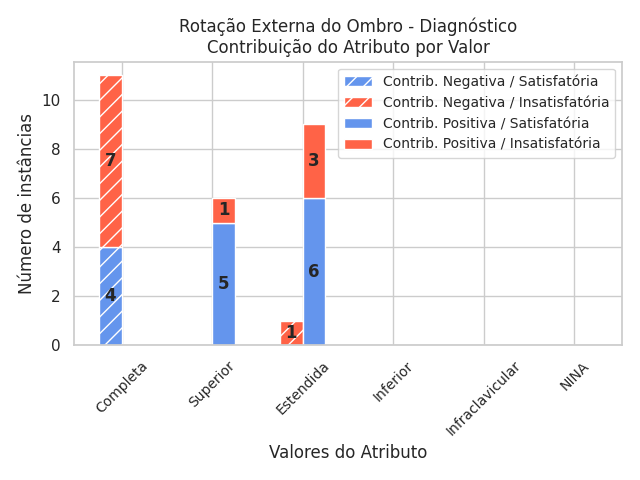 Rotação Externa do Ombro - Diagnóstico
Contribuição do Atributo por Valor
Contrib. Negativa / Satisfatória
Contrib. Negativa / Insatisfatória
Contrib. Positiva / Satisfatória
Contrib. Positiva / Insatisfatória
Número de instâncias
10
8
6
4
2
0
7
4
1
5
1
3
6
Completa
Superior
Estendida
Inferior
Infraclavicular
NINA
Valores do Atributo